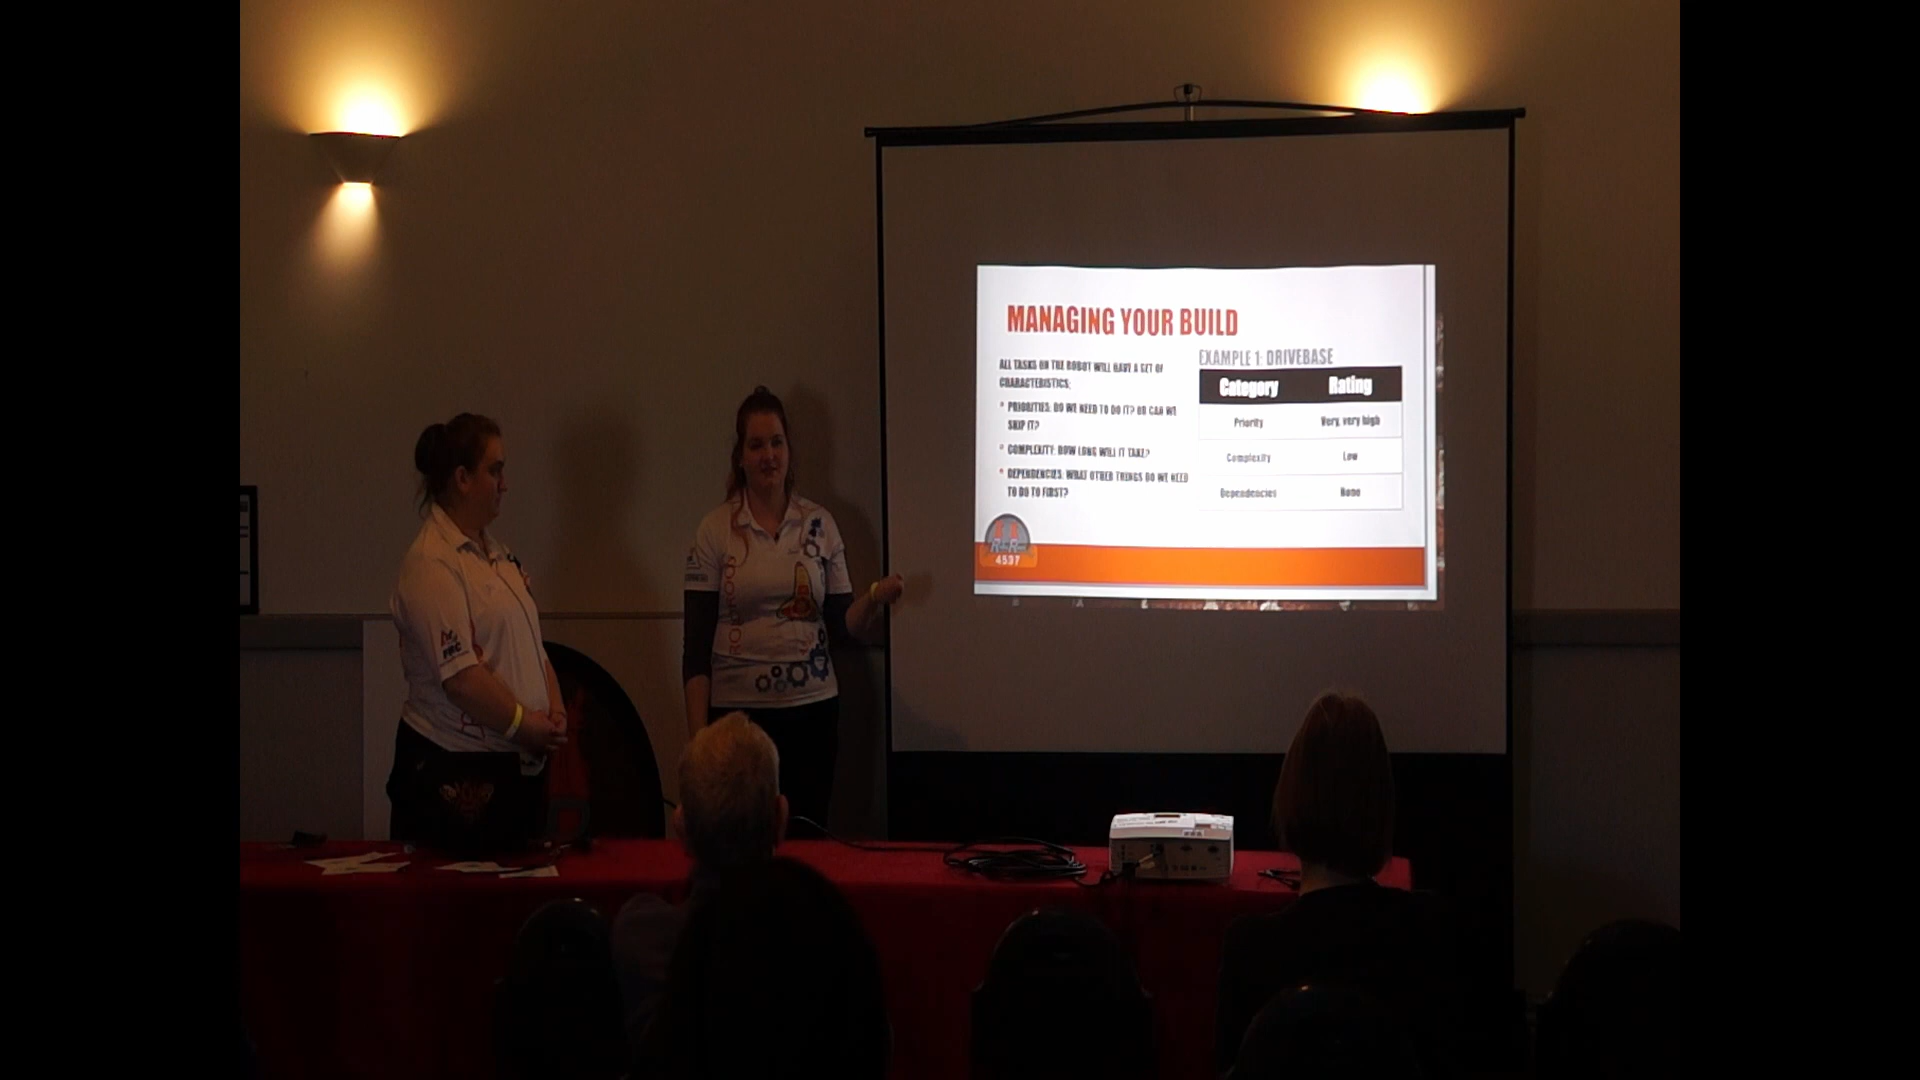 MANAGING YOUR BUILD
ALL TASKS ON THE ROBOT WILL HAVE A SET OF
CHARACTERISTICS:
* PRIORITIES: DO WE NEED TO DO IT? OR CAN WE
SKIP IT?
* COMPLEXITY: HOW LONG WILL IT TAKE?
* DEPENDENCIES: WHAT OTHER THINGS DO WE NEED
TO DO TO FIRST?
EXAMPLE 1: DRIVEBASE
Category Rating
Priority Very, very high
Complexity Low
Dependencies None
4537